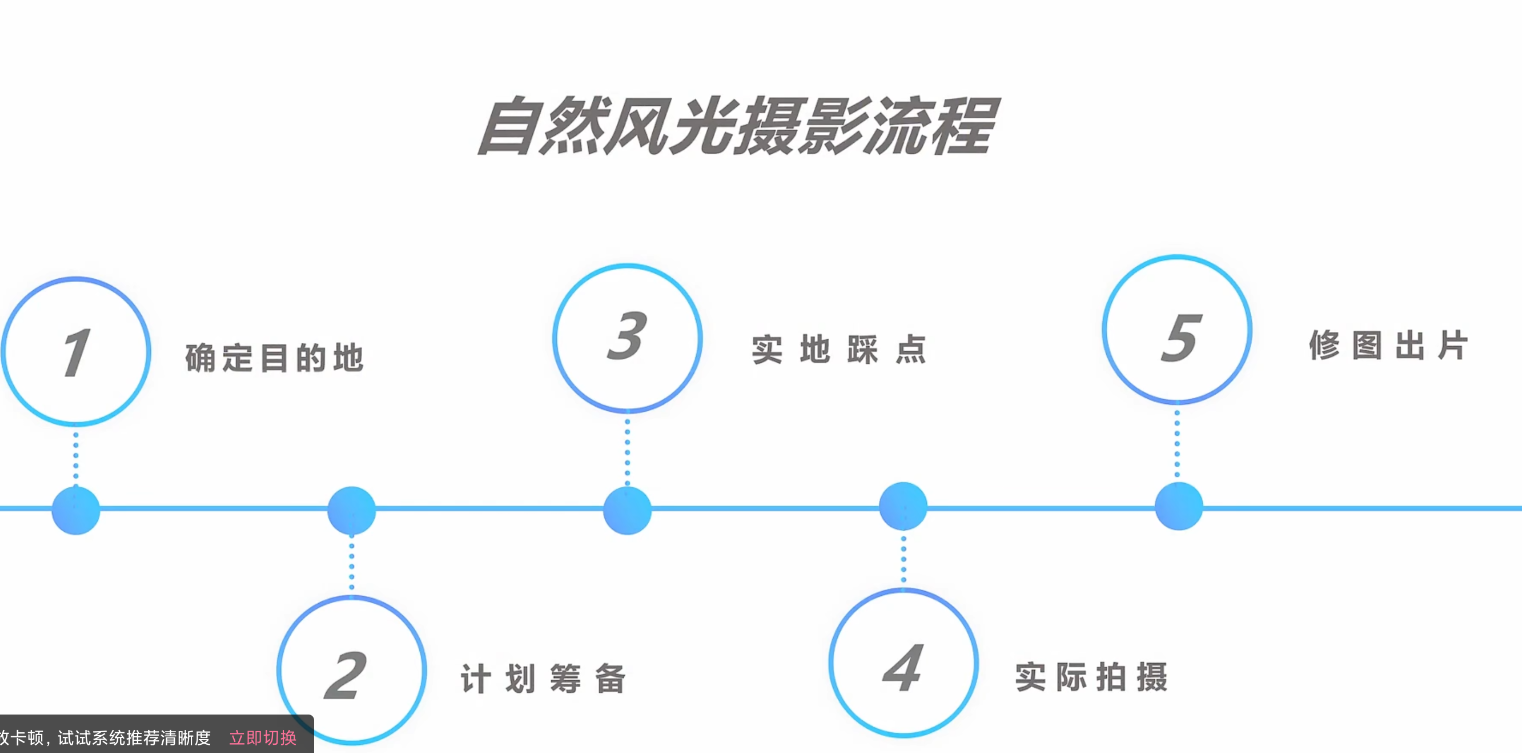 自然风光摄影流程
1
确定目的地
2
计划筹备
3
实地踩点
4
实际拍摄
5
修图出片
放卡顿，试试系统推荐清晰度 立即切换